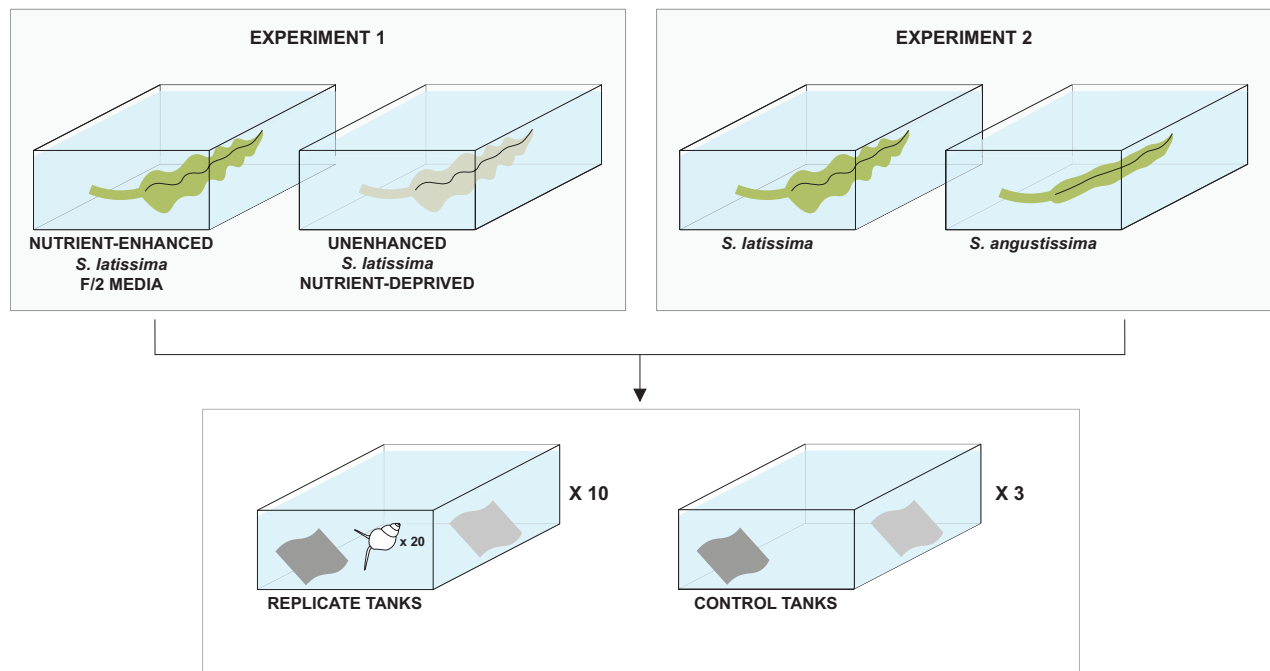 EXPERIMENT 1
NUTRIENT-ENHANCED
S. latissima
F/2 MEDIA
UNENHANCED
S. latissima
NUTRIENT-DEPRIVED
EXPERIMENT 2
S. latissima
S. angustissima
X 10
x 20
REPLICATE TANKS
X 3
CONTROL TANKS